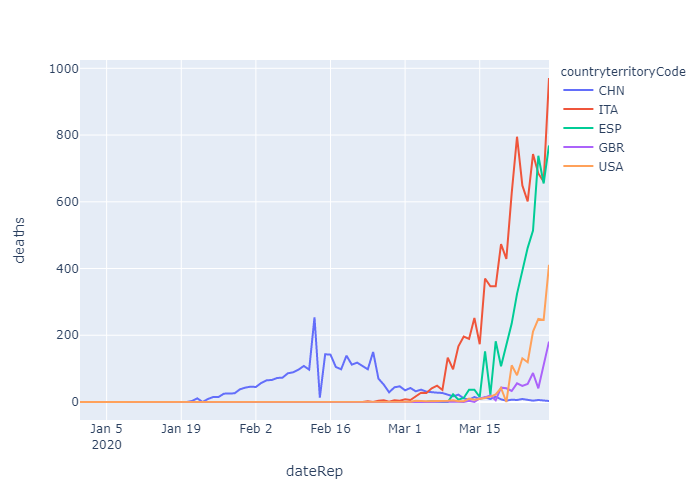 countryterritoryCode
CHN
ITA
ESP
GBR
USA
1000
800
600
400
200
0
deaths
Jan 5
2020
Jan 19
Feb 2
Feb 16
Mar 1
Mar 15
dateRep